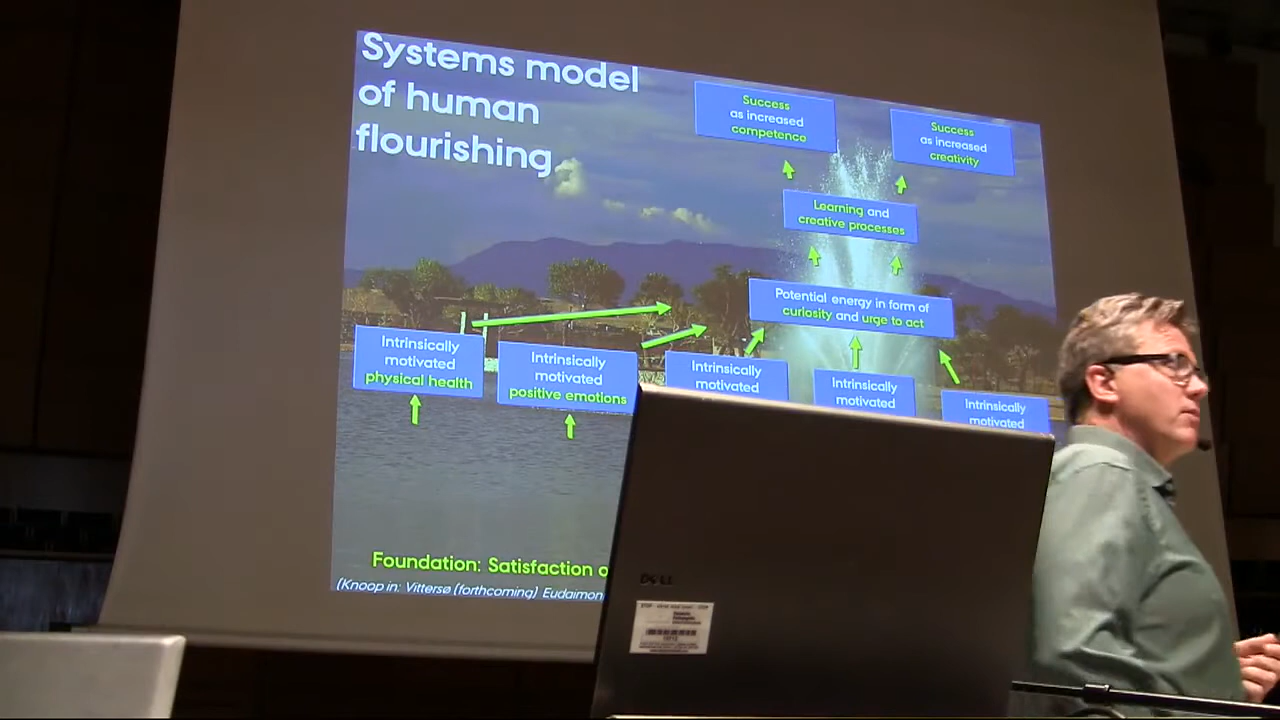 Systems model
of human
flourishing
Success
as increased
competence
Success
as increased
creativity
Learning and
creative processes
Potential energy in form of
curiosity and urge to act
Intrinsically
motivated
physical health
Intrinsically
motivated
positive emotions
Intrinsically
motivated
Intrinsically
motivated
Intrinsically
motivated
Foundation: Satisfaction o
(Knoop in: Vittersø (forthcoming) Eudaimon
DELL